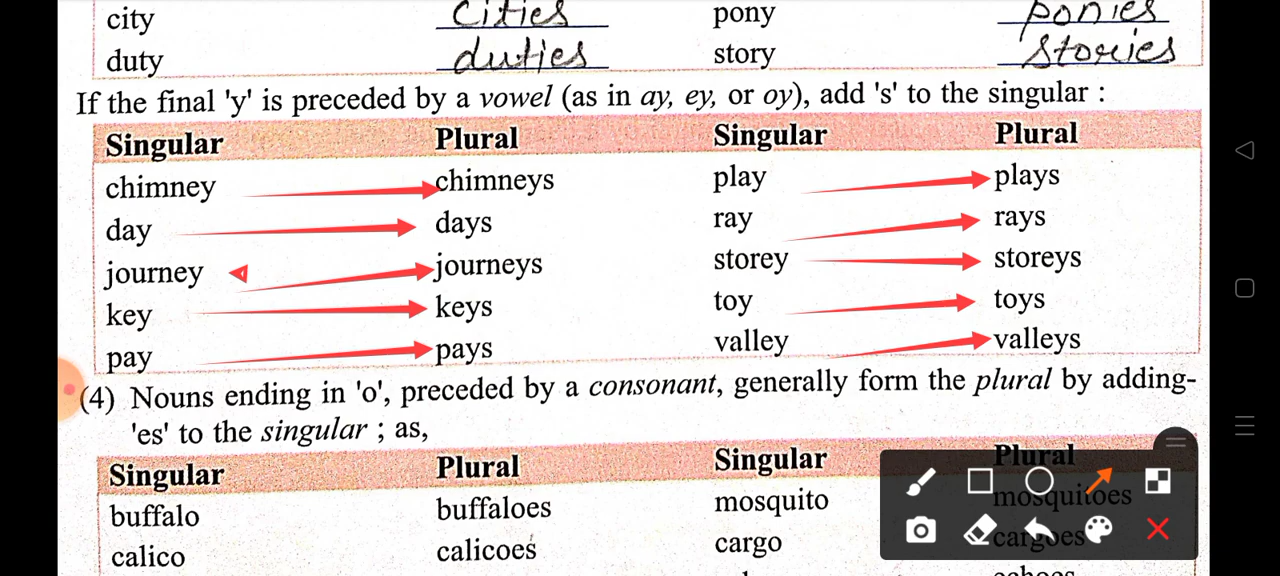 city cities pony ponies
duty duties story stories
If the final 'y' is preceded by a vowel (as in ay, ey, or oy), add 's' to the singular :
Singular Plural Singular Plural
chimney chimneys play plays
day days ray rays
journey journeys storey storeys
key keys toy toys
pay pays valley valleys
(4) Nouns ending in 'o', preceded by a consonant, generally form the plural by adding-
'es' to the singular ; as,
Singular Plural Singular Plural
buffalo buffaloes mosquito mosquitoes
calico calicoes cargo cargoes
echoes